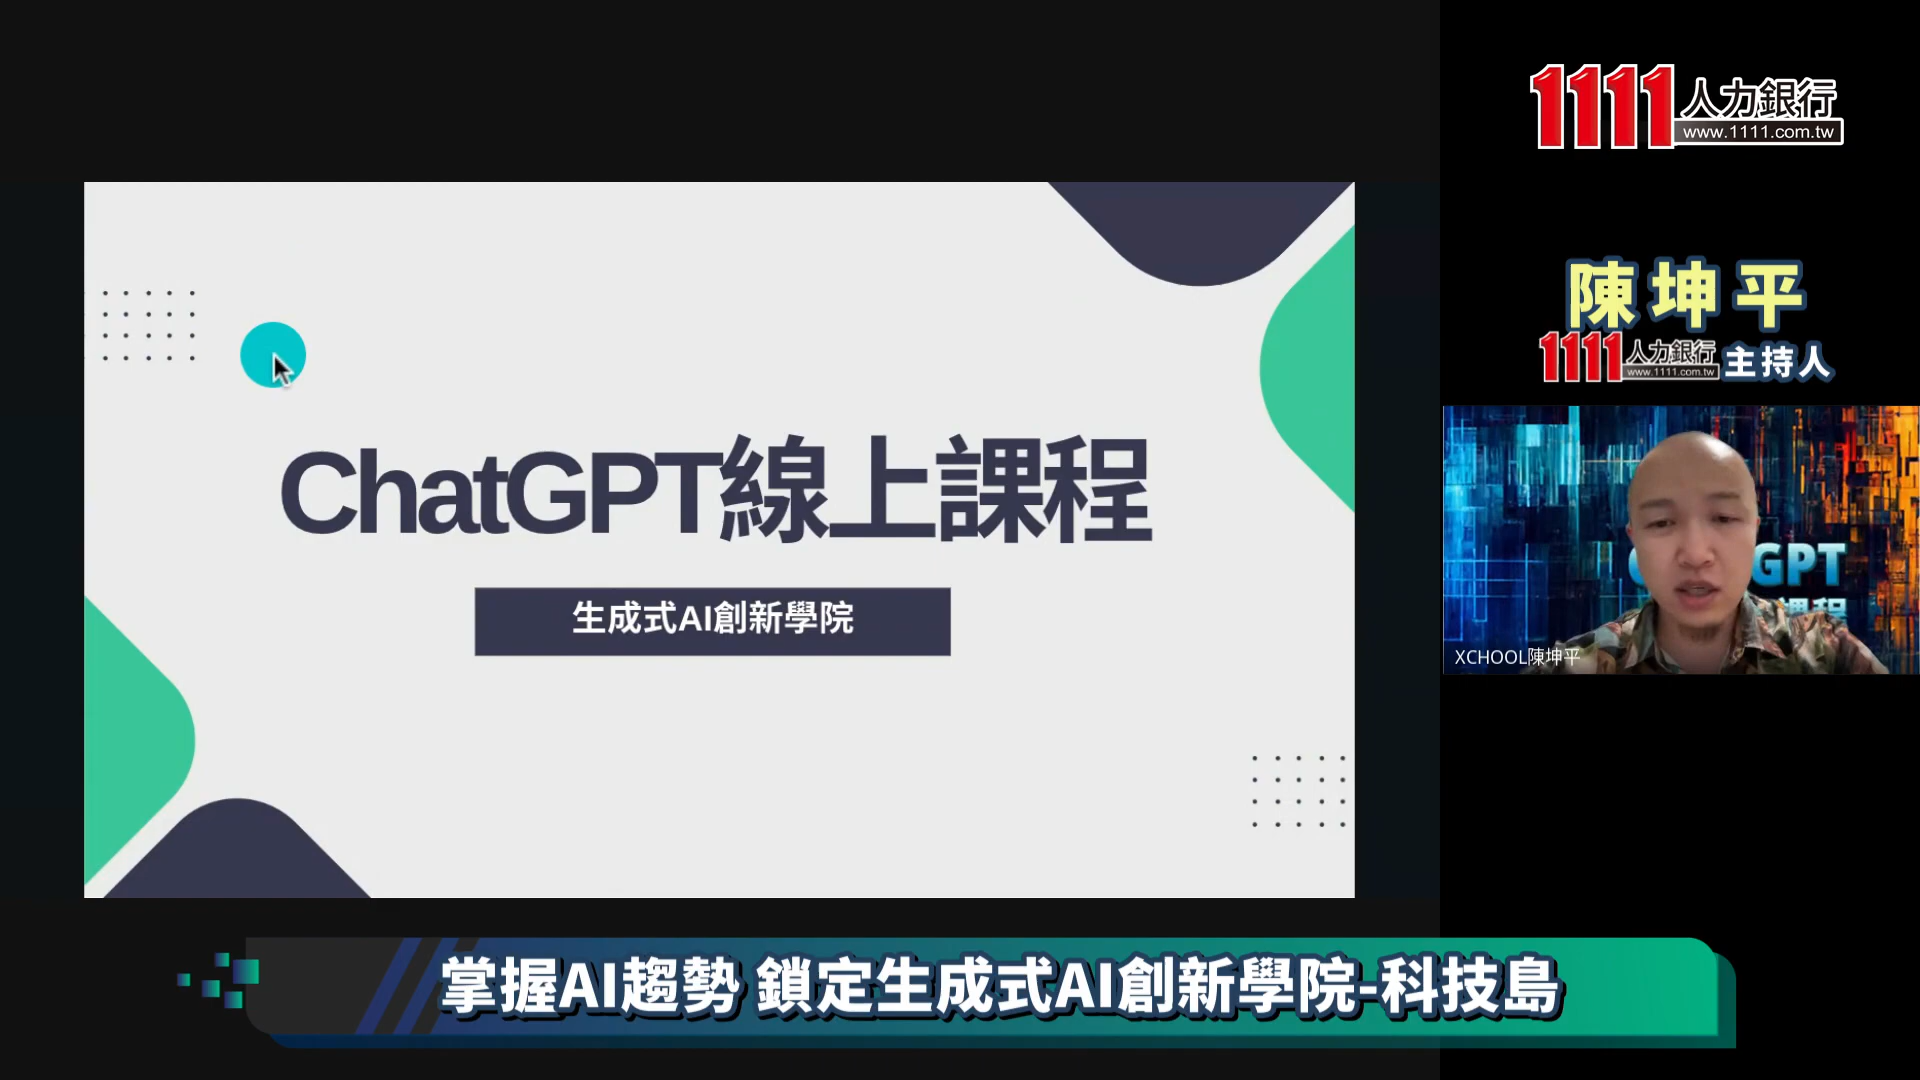 ChatGPT線上課程
生成式AI創新學院
1111人力銀行
www.1111.com.tw
陳坤平
1111人力銀行
www.1111.com.tw
主持人
GPT
課程
XCHOOL陳坤平
掌握AI趨勢 鎖定生成式AI創新學院-科技島